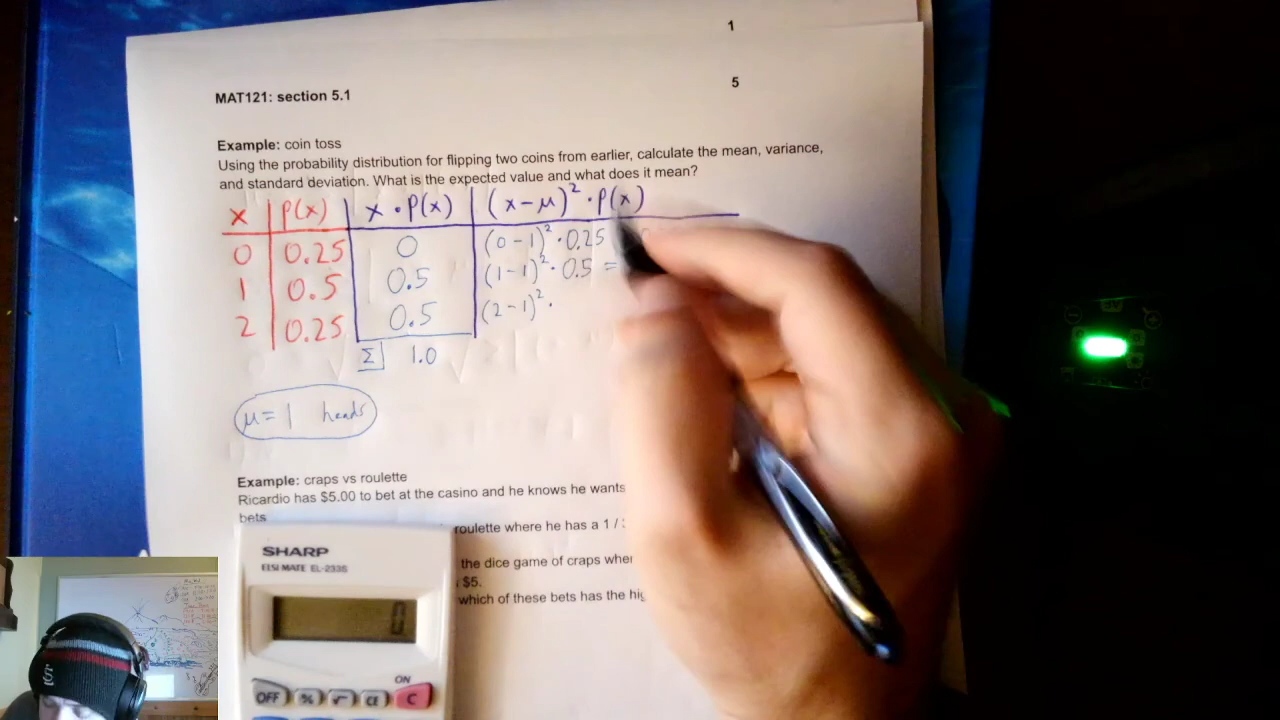 1
MAT121: section 5.1
5
Example: coin toss
Using the probability distribution for flipping two coins from earlier, calculate the mean, variance,
and standard deviation. What is the expected value and what does it mean?
x P(x) x • P(x) (x-μ)² • P(x)
0 0.25 0 (0-1)² • 0.25
1 0.5 0.5 (1-1)² • 0.5 =
2 0.25 0.5 (2-1)² •
Σ 1.0
μ = 1 heads
Example: craps vs roulette
Ricardio has $5.00 to bet at the casino and he knows he wants
bets
roulette where he has a 1 /
the dice game of craps
$5.
which of these bets has the
SHARP
ELSI MATE EL-233S
0
ON
OFF % √ CE C